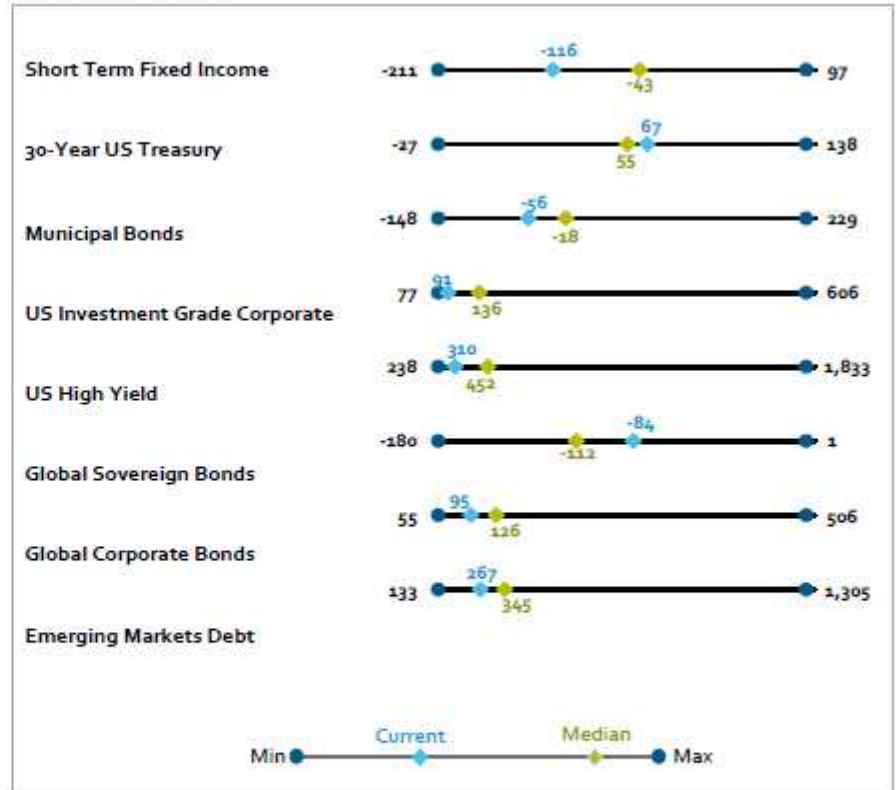 -116
Short Term Fixed Income -211 97
-43
67
30-Year US Treasury -27 138
55
-56
-148 229
Municipal Bonds -18
91
77 606
US Investment Grade Corporate 136
310
238 1,833
US High Yield 452
-84
-180 1
Global Sovereign Bonds -112
95
55 506
Global Corporate Bonds 126
267
133 1,305
345
Emerging Markets Debt
Current Median
Min Max